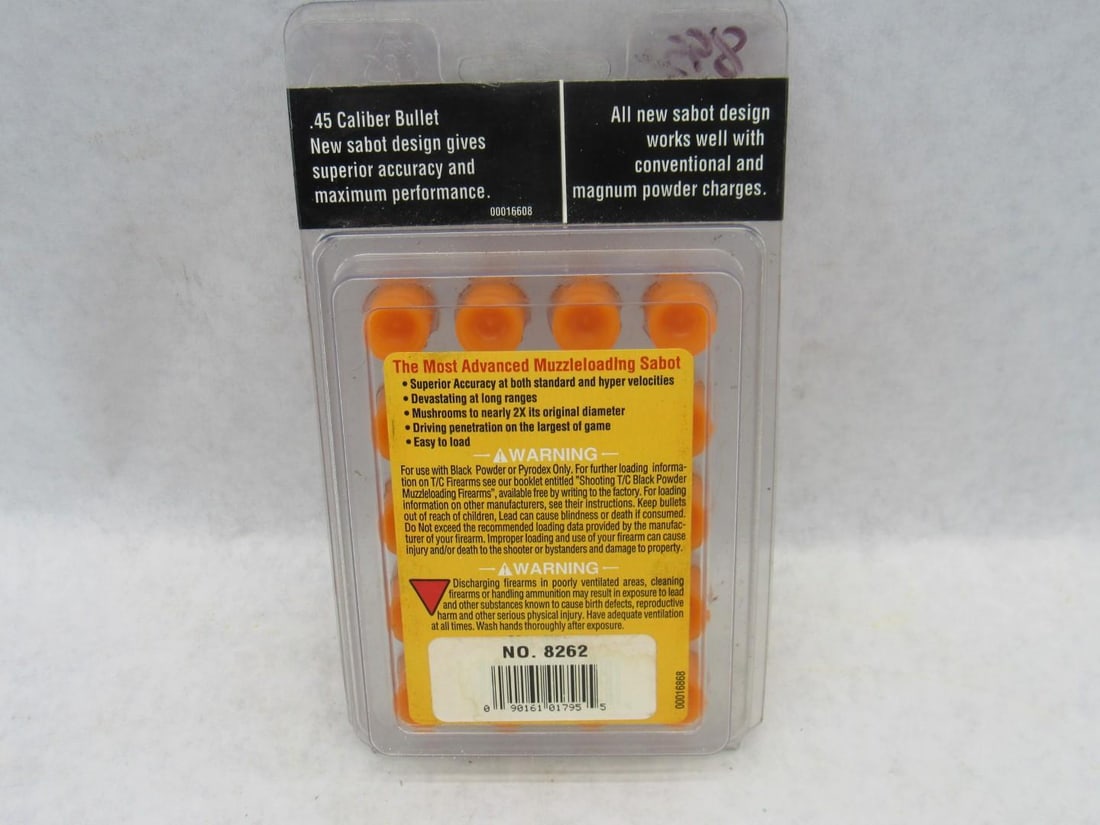 .45 Caliber Bullet
New sabot design gives
superior accuracy and
maximum performance.
00016608
All new sabot design
works well with
conventional and
magnum powder charges.
The Most Advanced Muzzleloading Sabot
• Superior Accuracy at both standard and hyper velocities
• Devastating at long ranges
• Mushrooms to nearly 2X its original diameter
• Driving penetration on the largest of game
• Easy to load
WARNING
For use with Black Powder or Pyrodex Only. For further loading informa-
tion on T/C Firearms see our booklet entitled "Shooting T/C Black Powder
Muzzleloading Firearms", available free by writing to the factory. For loading
information on other manufacturers, see their instructions. Keep bullets
out of reach of children, Lead can cause blindness or death if consumed.
Do Not exceed the recommended loading data provided by the manufac-
turer of your firearm. Improper loading and use of your firearm can cause
injury and/or death to the shooter or bystanders and damage to property.
WARNING
Discharging firearms in poorly ventilated areas, cleaning
firearms or handling ammunition may result in exposure to lead
and other substances known to cause birth defects, reproductive
harm and other serious physical injury. Have adequate ventilation
at all times. Wash hands thoroughly after exposure.
NO. 8262
0 90161 01795 5
00016868